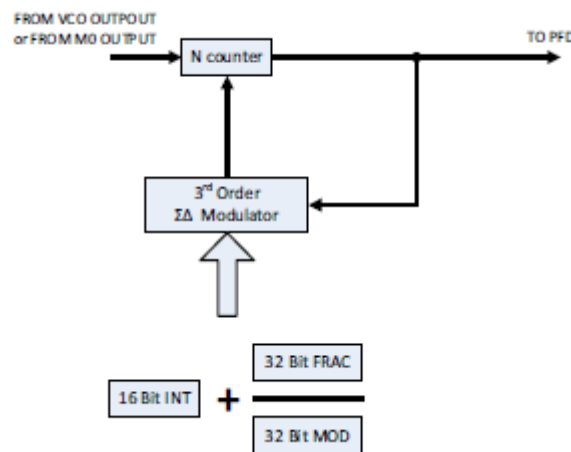 FROM VCO OUTPOUT
or FROM M0 OUTPUT
TO PFD
N counter
3rd Order
ΣΔ Modulator
32 Bit FRAC
16 Bit INT +
32 Bit MOD